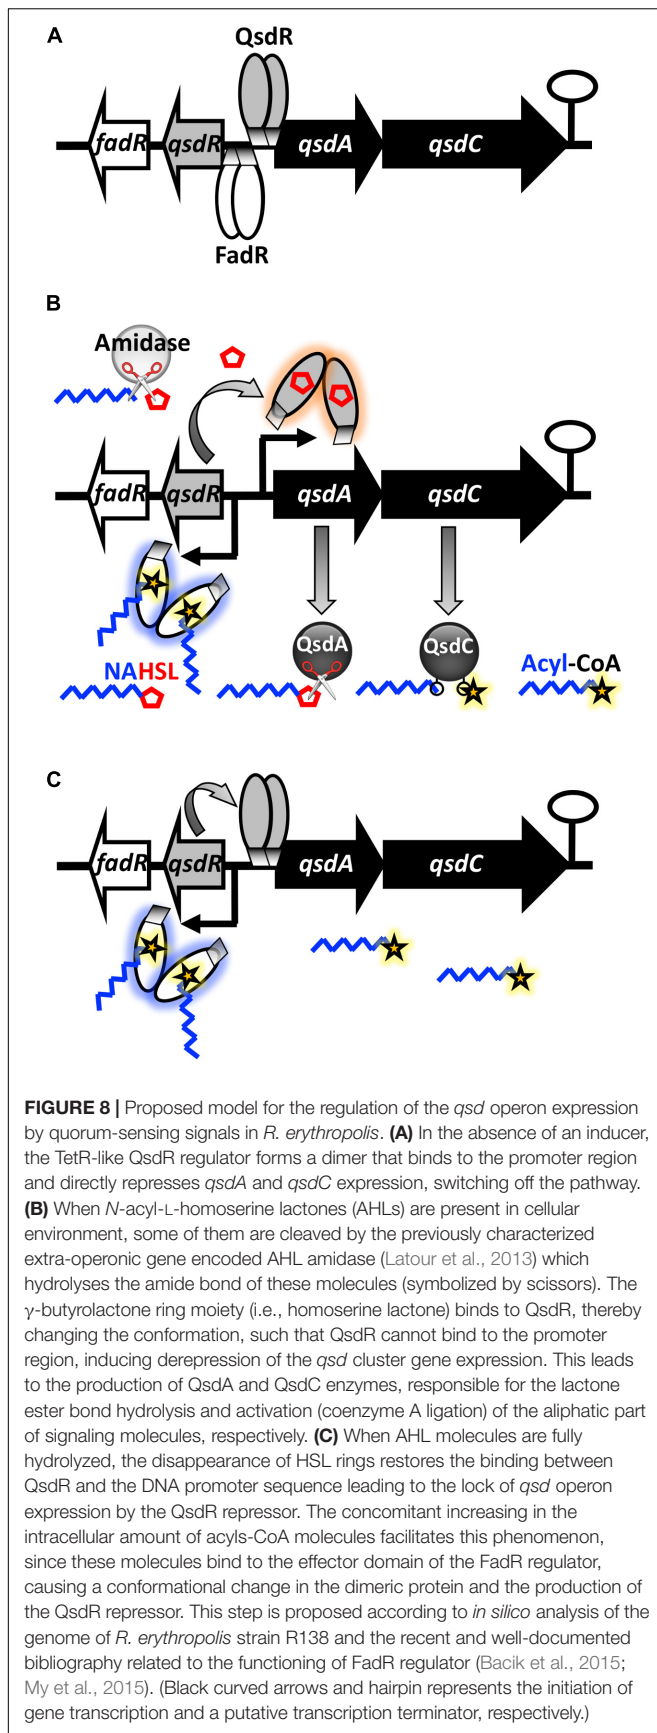 A
QsdR
fadR
qsdR
qsdA
qsdC
FadR
B
Amidase
fadR
qsdR
qsdA
qsdC
QsdA
QsdC
NAHSL
Acyl-CoA
C
fadR
qsdR
qsdA
qsdC
FIGURE 8 | Proposed model for the regulation of the qsd operon expression
by quorum-sensing signals in R. erythropolis. (A) In the absence of an inducer,
the TetR-like QsdR regulator forms a dimer that binds to the promoter region
and directly represses qsdA and qsdC expression, switching off the pathway.
(B) When N-acyl-L-homoserine lactones (AHLs) are present in cellular
environment, some of them are cleaved by the previously characterized
extra-operonic gene encoded AHL amidase (Latour et al., 2013) which
hydrolyses the amide bond of these molecules (symbolized by scissors). The
γ-butyrolactone ring moiety (i.e., homoserine lactone) binds to QsdR, thereby
changing the conformation, such that QsdR cannot bind to the promoter
region, inducing derepression of the qsd cluster gene expression. This leads
to the production of QsdA and QsdC enzymes, responsible for the lactone
ester bond hydrolysis and activation (coenzyme A ligation) of the aliphatic part
of signaling molecules, respectively. (C) When AHL molecules are fully
hydrolyzed, the disappearance of HSL rings restores the binding between
QsdR and the DNA promoter sequence leading to the lack of qsd operon
expression by the QsdR repressor. The concomitant increasing in the
intracellular amount of acyls-CoA molecules facilitates this phenomenon,
since these molecules bind to the effector domain of the FadR regulator,
causing a conformational change in the dimeric protein and the production of
the QsdR repressor. This step is proposed according to in silico analysis of the
genome of R. erythropolis strain R138 and the recent and well-documented
bibliography related to the functioning of FadR regulator (Bacik et al., 2015;
My et al., 2015). (Black curved arrows and hairpin represents the initiation of
gene transcription and a putative transcription terminator, respectively.)